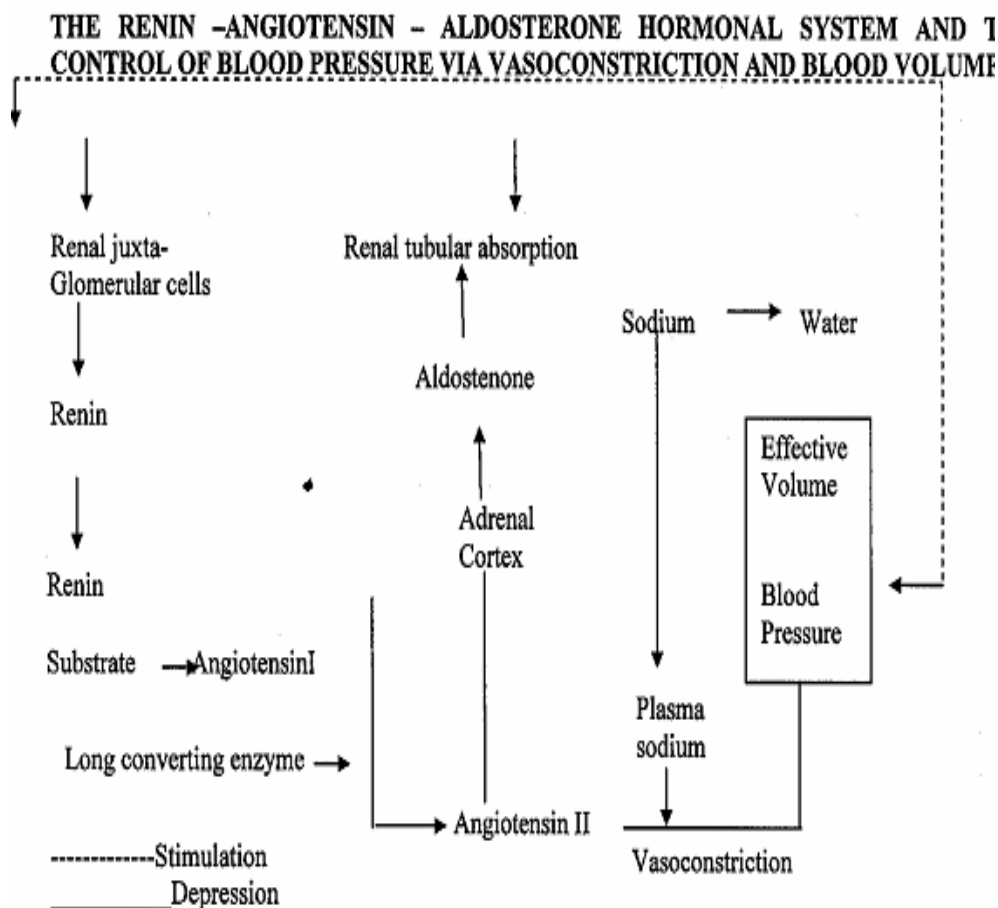 THE RENIN –ANGIOTENSIN – ALDOSTERONE HORMONAL SYSTEM AND T
CONTROL OF BLOOD PRESSURE VIA VASOCONSTRICTION AND BLOOD VOLUME
Renal juxta-
Glomerular cells
Renal tubular absorption
Sodium
Water
Aldostenone
Renin
Effective
Volume
Adrenal
Cortex
Renin
Blood
Pressure
Substrate
AngiotensinI
Plasma
sodium
Long converting enzyme
Angiotensin II
Vasoconstriction
Stimulation
Depression